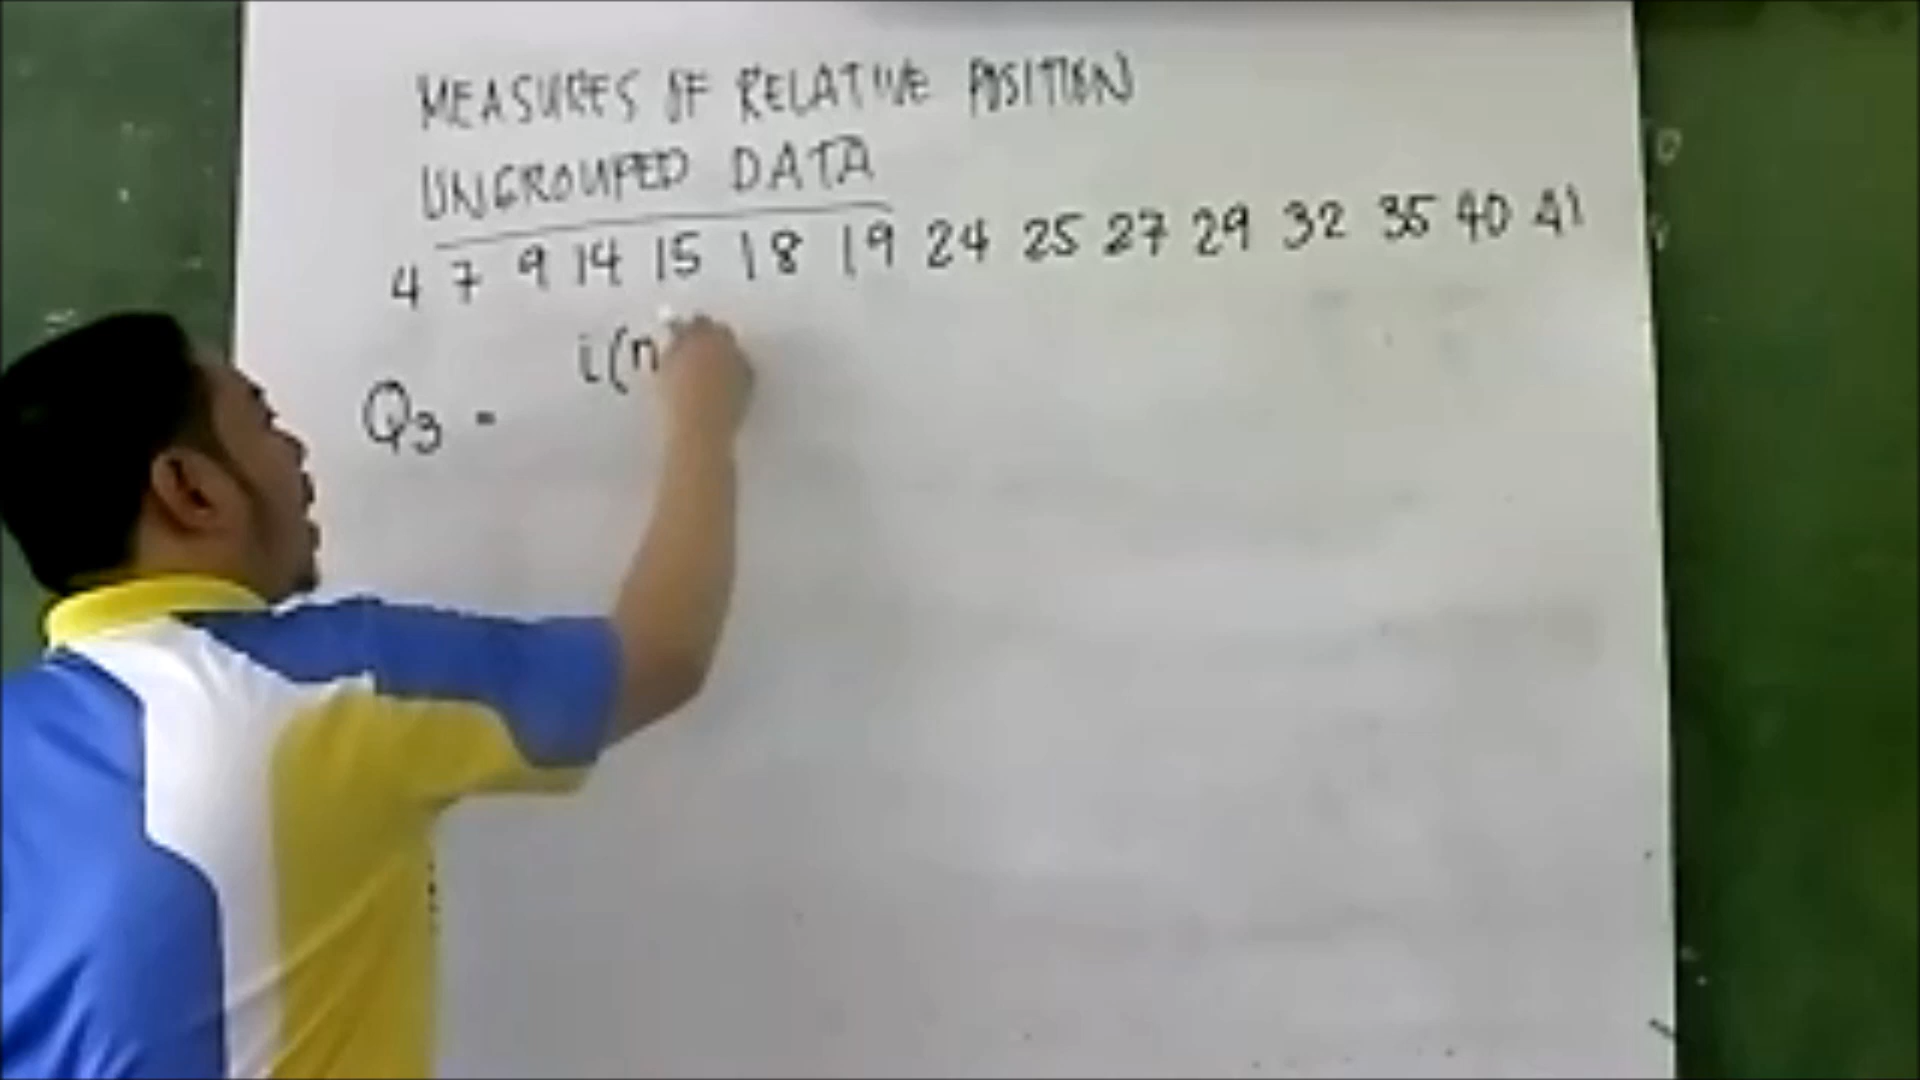 MEASURES OF RELATIVE POSITION
UNGROUPED DATA
4 7 9 14 15 18 19 24 25 27 29 32 35 40 41
i(n
Q3 =